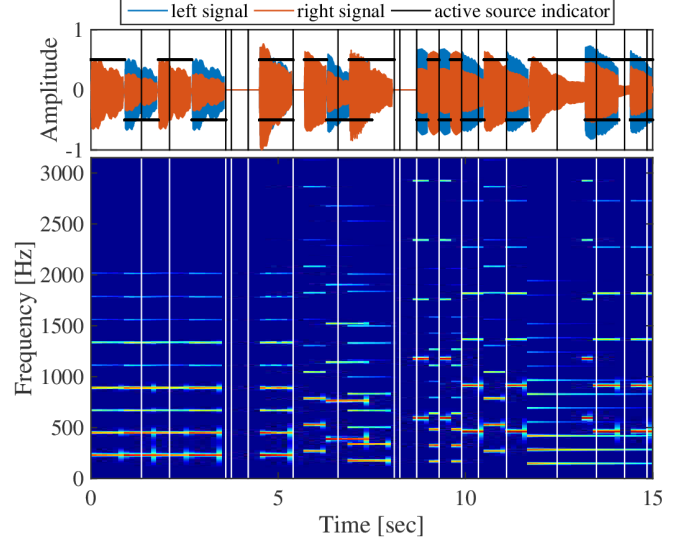 left signal right signal active source indicator
1
0
-1
Amplitude
3000
2500
2000
1500
1000
500
0
Frequency [Hz]
0 5 10 15
Time [sec]